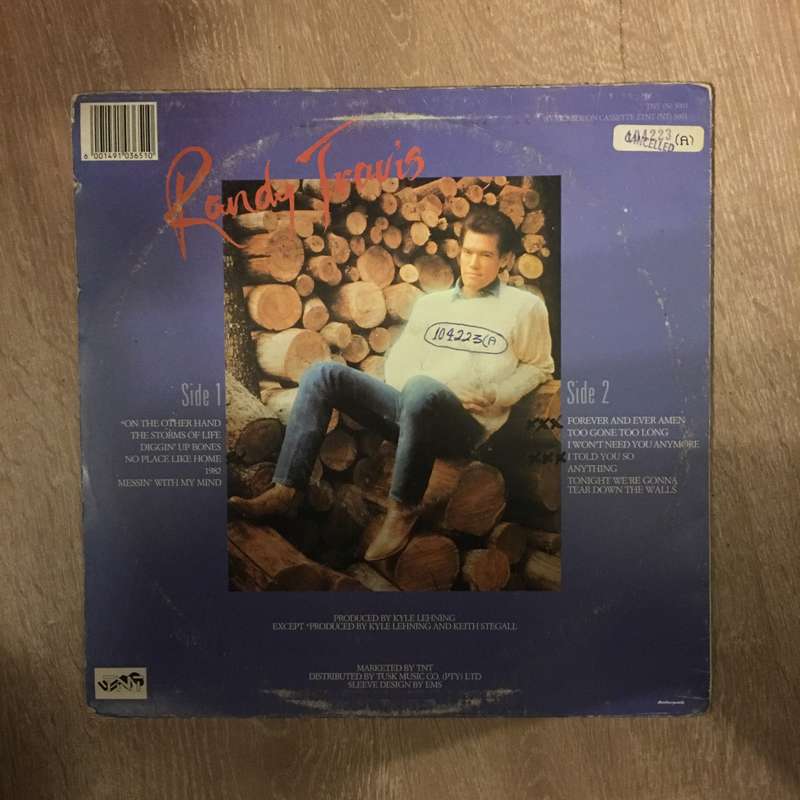 6 001491 036510
104223 (A)
CANCELLED
Randy Travis
104223(A
Side 1
*ON THE OTHER HAND
THE STORMS OF LIFE
DIGGIN' UP BONES
NO PLACE LIKE HOME
1982
MESSIN' WITH MY MIND
Side 2
XXX FOREVER AND EVER AMEN
TOO GONE TOO LONG
I WON'T NEED YOU ANYMORE
XXX I TOLD YOU SO
ANYTHING
TONIGHT WE'RE GONNA
TEAR DOWN THE WALLS
PRODUCED BY KYLE LEHNING
EXCEPT *PRODUCED BY KYLE LEHNING AND KEITH STEGALL
MARKETED BY TNT
DISTRIBUTED BY TUSK MUSIC CO. (PTY) LTD
SLEEVE DESIGN BY EMS